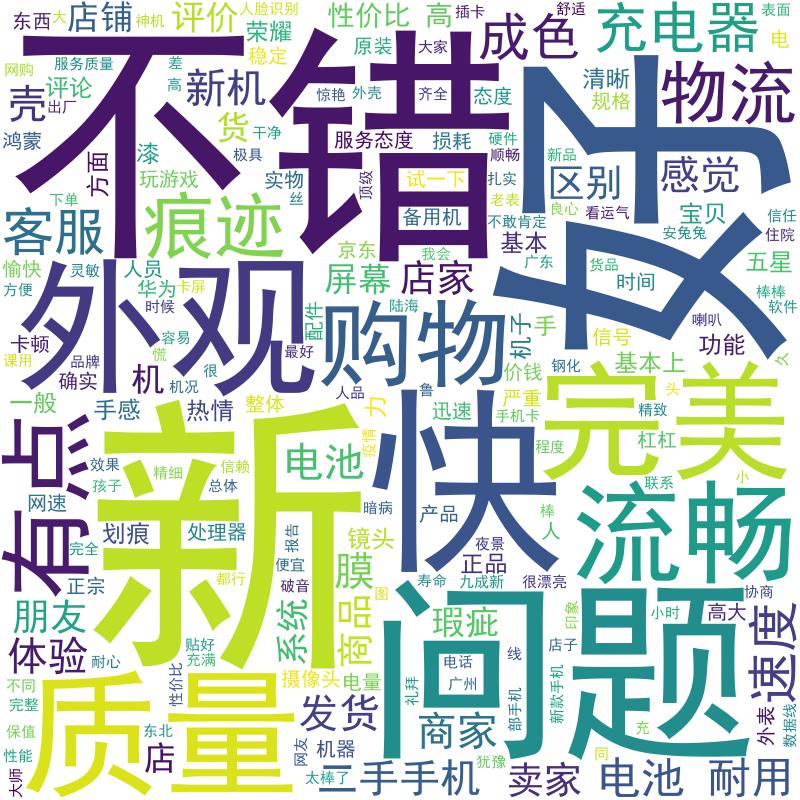 东西
大
店铺
神机
评价
人脸识别
性价比
高
插卡
成色
舒适
充电器
表面
电
网购
服务质量
荣耀
稳定
原装
大家
不错
好
物流
壳
评论
出厂
新机
差
高
惊艳
外壳
齐全
态度
清晰
规格
鸿蒙
方面
漆
货
干净
极具
服务态度
损耗
硬件
顺畅
新品
区别
感觉
玩游戏
实物
丝
顶级
试一下
扎实
良心
看运气
下单
客服
痕迹
备用机
老表
不敢肯定
宝贝
信任
住院
安兔兔
京东
我会
基本
广东
货品
时间
五星
愉快
灵敏
人员
方便
华为
卡屏
屏幕
店家
配件
陆海
时候
外观
购物
机子
手
信号
喇叭
棒棒
软件
卡顿
课用
品牌
容易
慌
很
最好
功能
久
确实
机
机况
人品
鲁
价钱
钢化
基本上
一般
手感
热情
整体
力
疫情
迅速
严重
手机卡
完美
头
精致
有点
新
快
效果
孩子
精细
信赖
总体
电池
程度
杠杠
联系
小
网速
划痕
处理器
报告
暗病
产品
棒
人
流畅
完全
正宗
都行
便宜
破音
镜头
膜
夜景
正品
寿命
九成新
很漂亮
协商
朋友
系统
商品
图
瑕疵
印象
小时
高大
速度
体验
耐心
贴好
充满
问题
不同
完整
保值
性能
质量
性价比
摄像头
电量
礼拜
电话
广州
线
店子
部手机
新款手机
发货
商家
外表
数据线
东北
店
网友
机器
太棒了
犹豫
充
同
大师
二手手机
卖家
电池
耐用